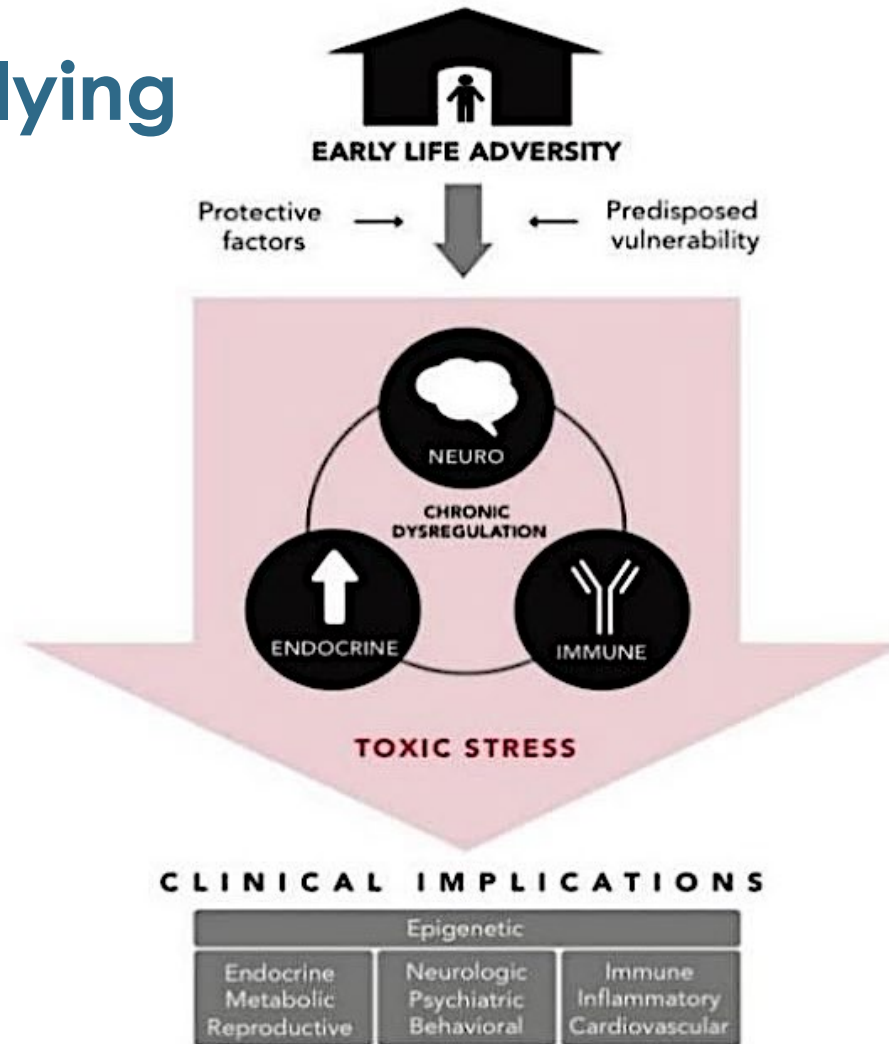 lying
EARLY LIFE ADVERSITY
Protective
factors
Predisposed
vulnerability
NEURO
CHRONIC
DYSREGULATION
ENDOCRINE
IMMUNE
TOXIC STRESS
CLINICAL IMPLICATIONS
Epigenetic
Endocrine
Metabolic
Reproductive
Neurologic
Psychiatric
Behavioral
Immune
Inflammatory
Cardiovascular